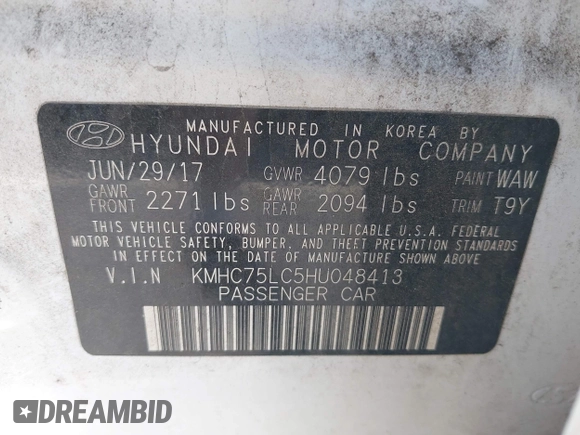 MANUFACTURED IN KOREA BY
HYUNDAI MOTOR COMPANY
JUN/29/17 GVWR 4079 lbs PAINT WAW
GAWR FRONT 2271 lbs GAWR REAR 2094 lbs TRIM T9Y
THIS VEHICLE CONFORMS TO ALL APPLICABLE U.S.A. FEDERAL
MOTOR VEHICLE SAFETY, BUMPER, AND THEFT PREVENTION STANDARDS
IN EFFECT ON THE DATE OF MANUFACTURE SHOWN ABOVE
V.I.N KMHC75LC5HU048413
PASSENGER CAR
DREAMBID